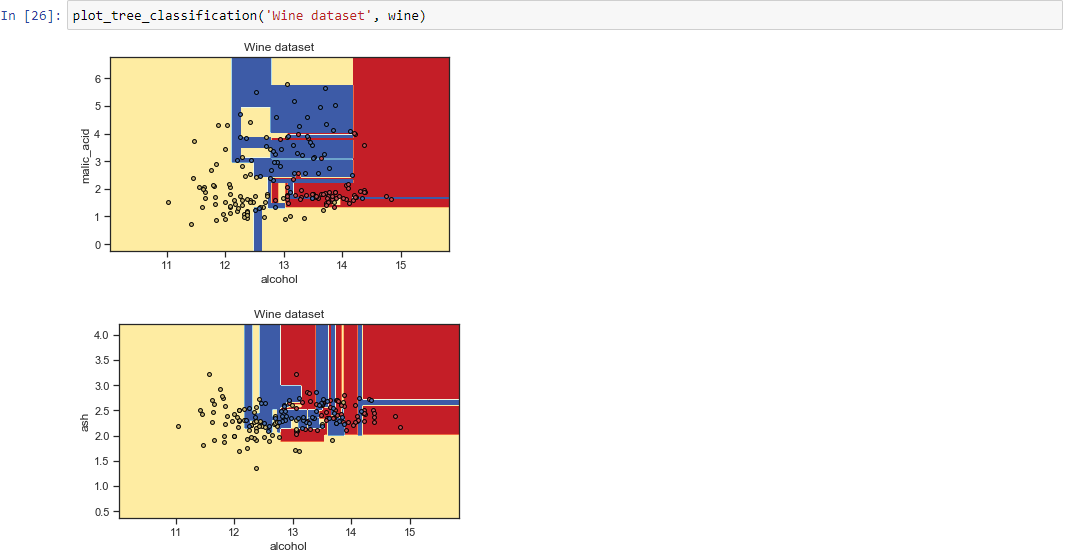 In [26]: plot_tree_classification('Wine dataset', wine)
Wine dataset
malic_acid
6
5
4
3
2
1
0
11 12 13 14 15
alcohol
Wine dataset
ash
4.0
3.5
3.0
2.5
2.0
1.5
1.0
0.5
11 12 13 14 15
alcohol